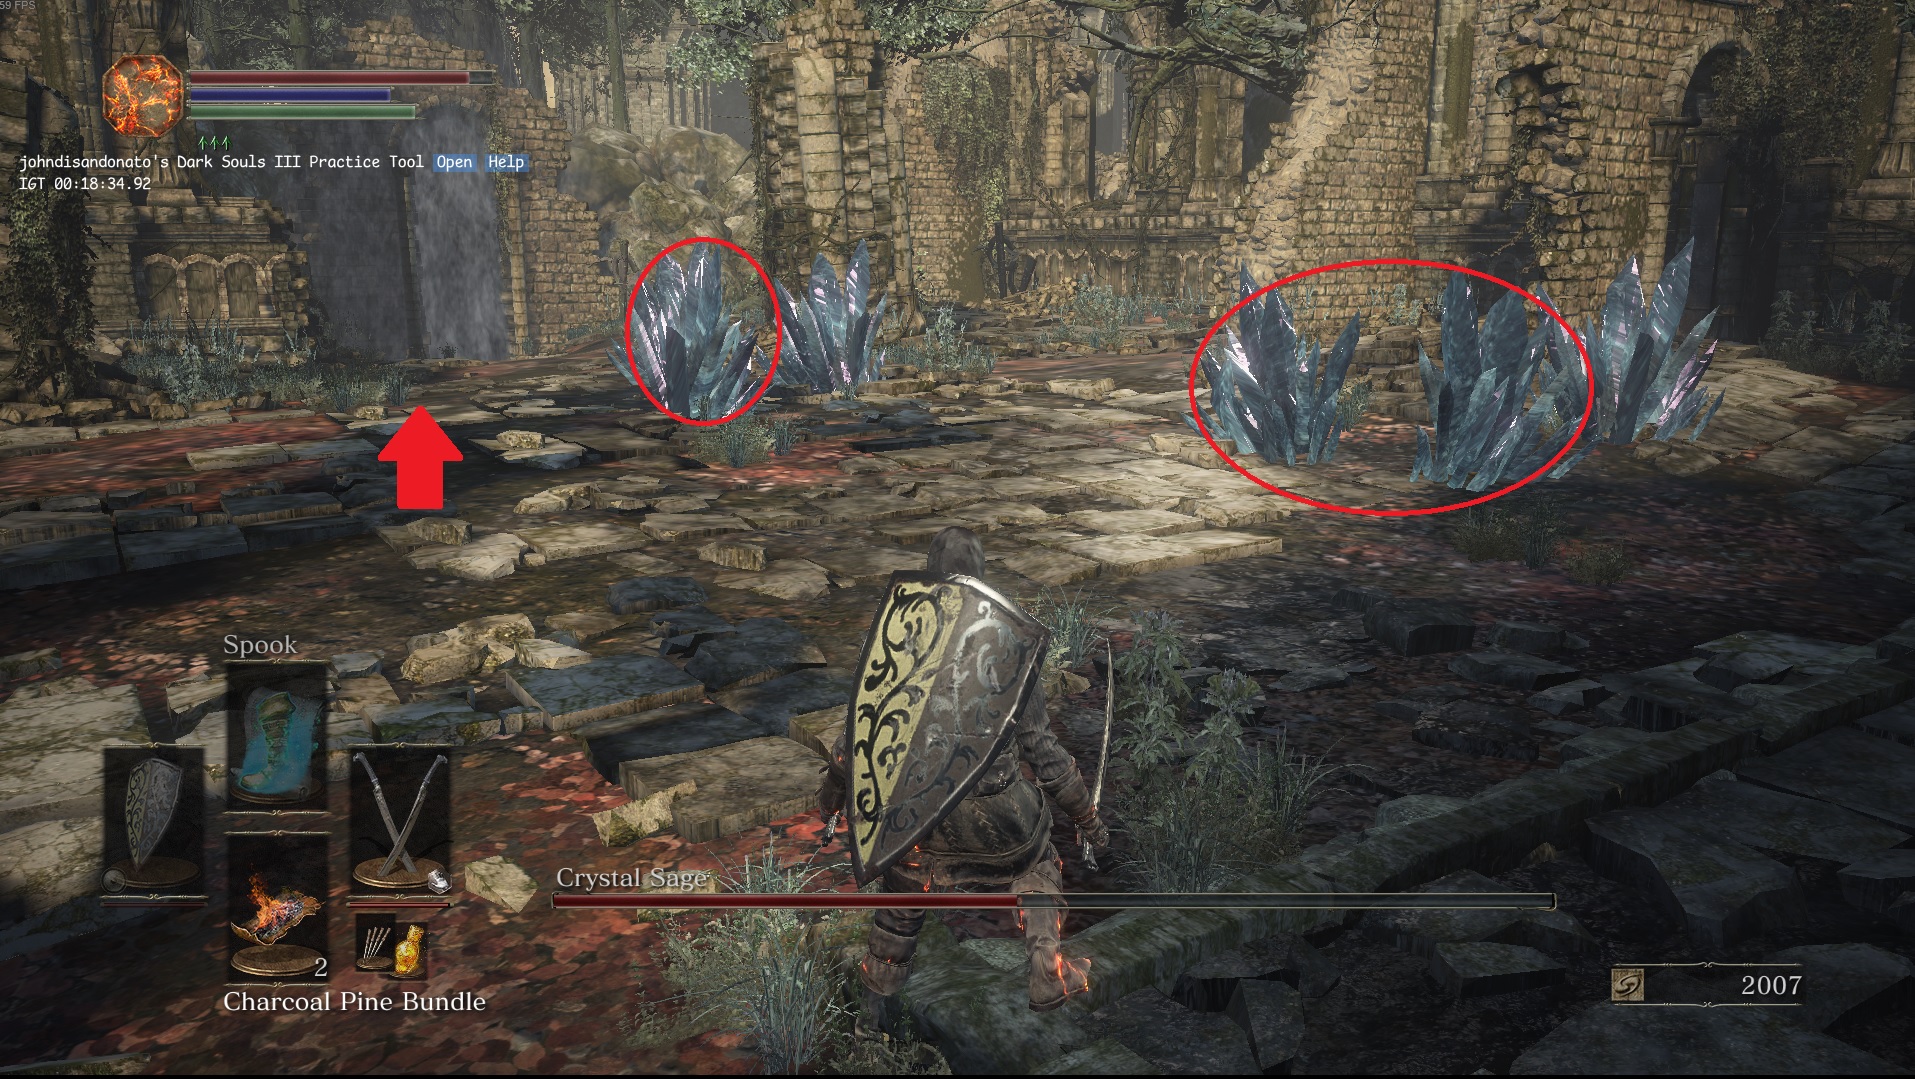 59 FPS
johndisandonato's Dark Souls III Practice Tool Open Help
IGT 00:18:34.92
Spook
Crystal Sage
2
Charcoal Pine Bundle
2007